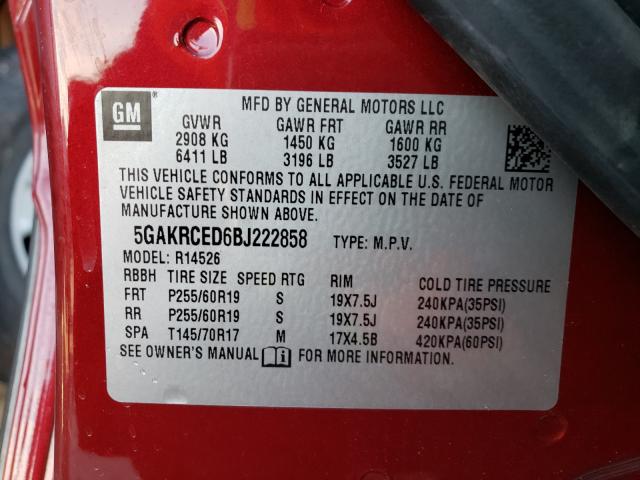 GM ®
MFD BY GENERAL MOTORS LLC
GVWR GAWR FRT GAWR RR
2908 KG 1450 KG 1600 KG
6411 LB 3196 LB 3527 LB
THIS VEHICLE CONFORMS TO ALL APPLICABLE U.S. FEDERAL MOTOR
VEHICLE SAFETY STANDARDS IN EFFECT ON THE DATE OF
MANUFACTURE SHOWN ABOVE.
5GAKRCED6BJ222858 TYPE: M.P.V.
MODEL: R14526
RBBH TIRE SIZE SPEED RTG RIM COLD TIRE PRESSURE
FRT P255/60R19 S 19X7.5J 240KPA(35PSI)
RR P255/60R19 S 19X7.5J 240KPA(35PSI)
SPA T145/70R17 M 17X4.5B 420KPA(60PSI)
SEE OWNER'S MANUAL i FOR MORE INFORMATION.